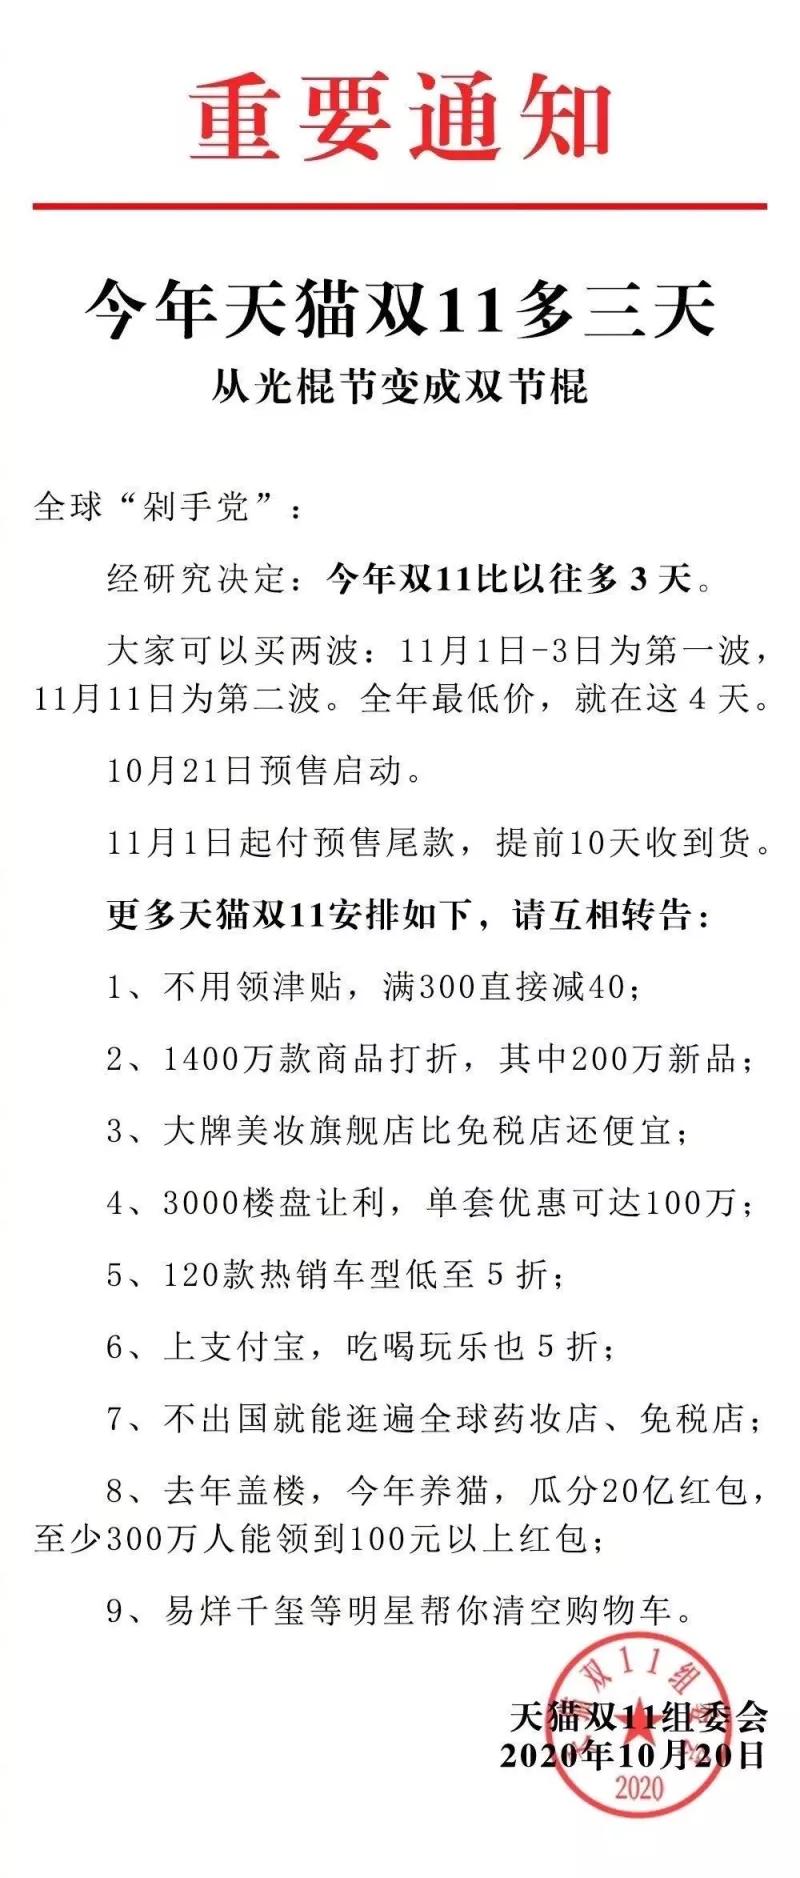 重要通知
今年天猫双11多三天
从光棍节变成双节棍
全球“剁手党”：
经研究决定：今年双11比以往多3天。
大家可以买两波：11月1日-3日为第一波，
11月11日为第二波。全年最低价，就在这4天。
10月21日预售启动。
11月1日起付预售尾款，提前10天收到货。
更多天猫双11安排如下，请互相转告：
1、不用领津贴，满300直接减40；
2、1400万款商品打折，其中200万新品；
3、大牌美妆旗舰店比免税店还便宜；
4、3000楼盘让利，单套优惠可达100万；
5、120款热销车型低至5折；
6、上支付宝，吃喝玩乐也5折；
7、不出国就能逛遍全球药妆店、免税店；
8、去年盖楼，今年养猫，瓜分20亿红包，
至少300万人能领到100元以上红包；
9、易烊千玺等明星帮你清空购物车。
天猫双11组委会
2020年10月20日
天猫双11组委会
2020